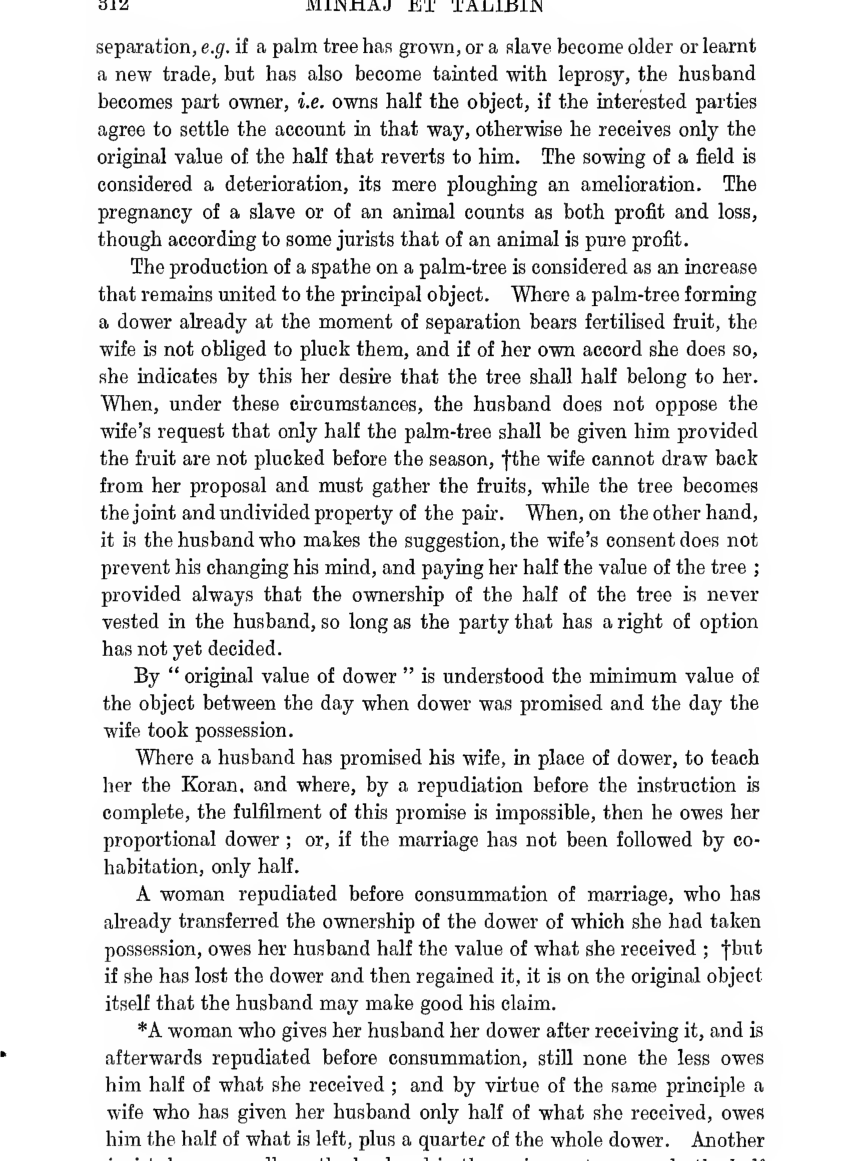 312 MINHAJ ET TALIBIN
separation, e.g. if a palm tree has grown, or a slave become older or learnt
a new trade, but has also become tainted with leprosy, the husband
becomes part owner, i.e. owns half the object, if the interested parties
agree to settle the account in that way, otherwise he receives only the
original value of the half that reverts to him. The sowing of a field is
considered a deterioration, its mere ploughing an amelioration. The
pregnancy of a slave or of an animal counts as both profit and loss,
though according to some jurists that of an animal is pure profit.
The production of a spathe on a palm-tree is considered as an increase
that remains united to the principal object. Where a palm-tree forming
a dower already at the moment of separation bears fertilised fruit, the
wife is not obliged to pluck them, and if of her own accord she does so,
she indicates by this her desire that the tree shall half belong to her.
When, under these circumstances, the husband does not oppose the
wife's request that only half the palm-tree shall be given him provided
the fruit are not plucked before the season, †the wife cannot draw back
from her proposal and must gather the fruits, while the tree becomes
the joint and undivided property of the pair. When, on the other hand,
it is the husband who makes the suggestion, the wife's consent does not
prevent his changing his mind, and paying her half the value of the tree ;
provided always that the ownership of the half of the tree is never
vested in the husband, so long as the party that has a right of option
has not yet decided.
By “ original value of dower ” is understood the minimum value of
the object between the day when dower was promised and the day the
wife took possession.
Where a husband has promised his wife, in place of dower, to teach
her the Koran, and where, by a repudiation before the instruction is
complete, the fulfilment of this promise is impossible, then he owes her
proportional dower ; or, if the marriage has not been followed by co-
habitation, only half.
A woman repudiated before consummation of marriage, who has
already transferred the ownership of the dower of which she had taken
possession, owes her husband half the value of what she received ; †but
if she has lost the dower and then regained it, it is on the original object
itself that the husband may make good his claim.
*A woman who gives her husband her dower after receiving it, and is
afterwards repudiated before consummation, still none the less owes
him half of what she received ; and by virtue of the same principle a
wife who has given her husband only half of what she received, owes
him the half of what is left, plus a quarter of the whole dower. Another